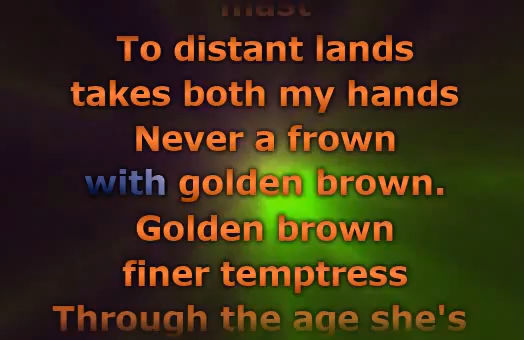 mast
To distant lands
takes both my hands
Never a frown
with golden brown.
Golden brown
finer temptress
Through the age she's